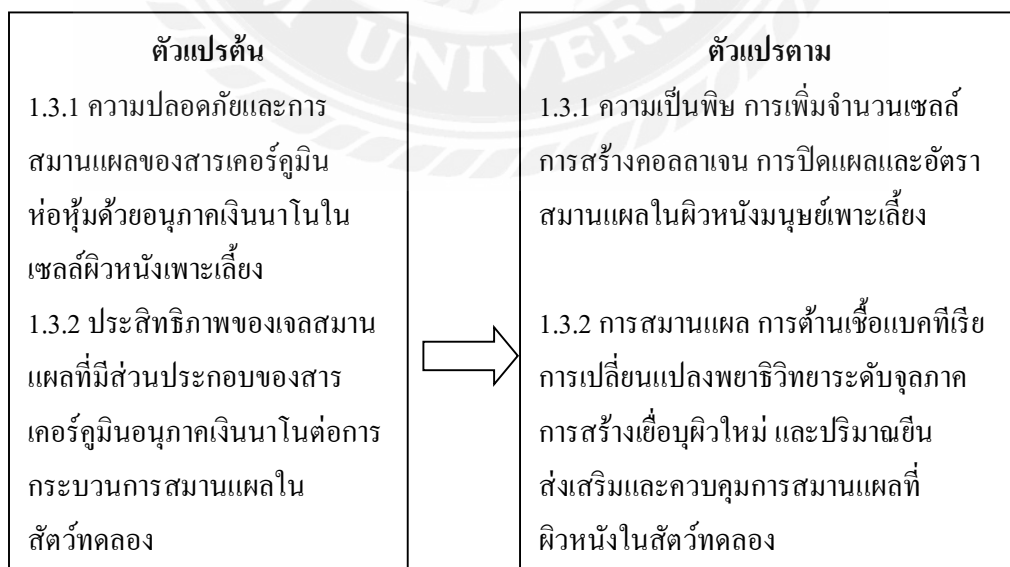 UNIVERS
ตัวแปรต้น
1.3.1 ความปลอดภัยและการ
สมานแผลของสารเคอร์คูมิน
ห่อหุ้มด้วยอนุภาคเงินนาโนใน
เซลล์ผิวหนังเพาะเลี้ยง
1.3.2 ประสิทธิภาพของเจลสมาน
แผลที่มีส่วนประกอบของสาร
เคอร์คูมินอนุภาคเงินนาโนต่อการ
กระบวนการสมานแผลใน
สัตว์ทดลอง
ตัวแปรตาม
1.3.1 ความเป็นพิษ การเพิ่มจำนวนเซลล์
การสร้างคอลลาเจน การปิดแผลและอัตรา
สมานแผลในผิวหนังมนุษย์เพาะเลี้ยง
1.3.2 การสมานแผล การต้านเชื้อแบคทีเรีย
การเปลี่ยนแปลงพยาธิวิทยาระดับจุลภาค
การสร้างเยื่อบุผิวใหม่ และปริมาณยีน
ส่งเสริมและควบคุมการสมานแผลที่
ผิวหนังในสัตว์ทดลอง